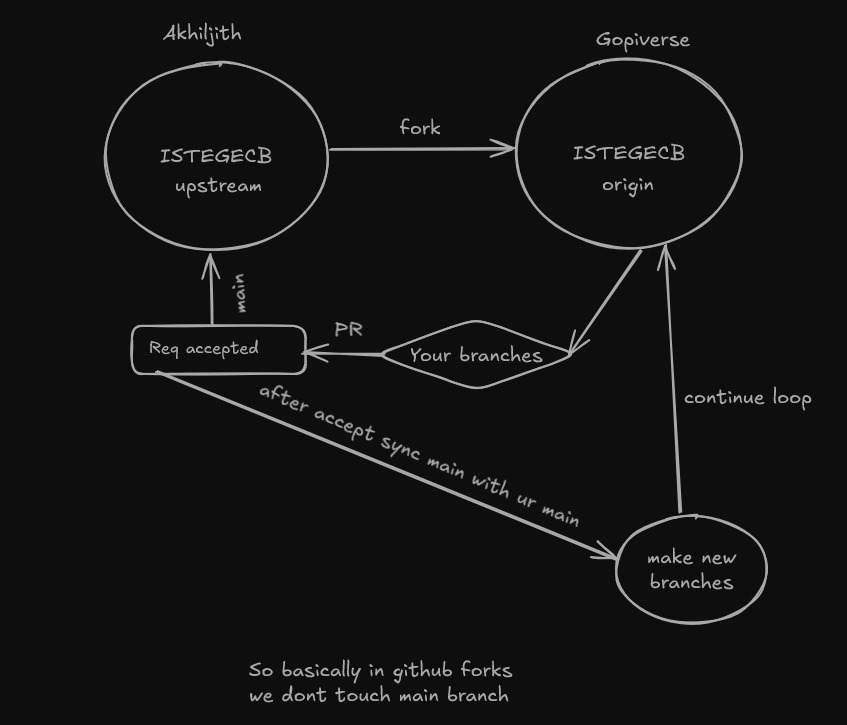 Akhiljith
Gopiverse
fork
ISTEGECB
upstream
ISTEGECB
origin
main
PR
Req accepted
Your branches
after accept sync main with ur main
continue loop
make new
branches
So basically in github forks
we dont touch main branch